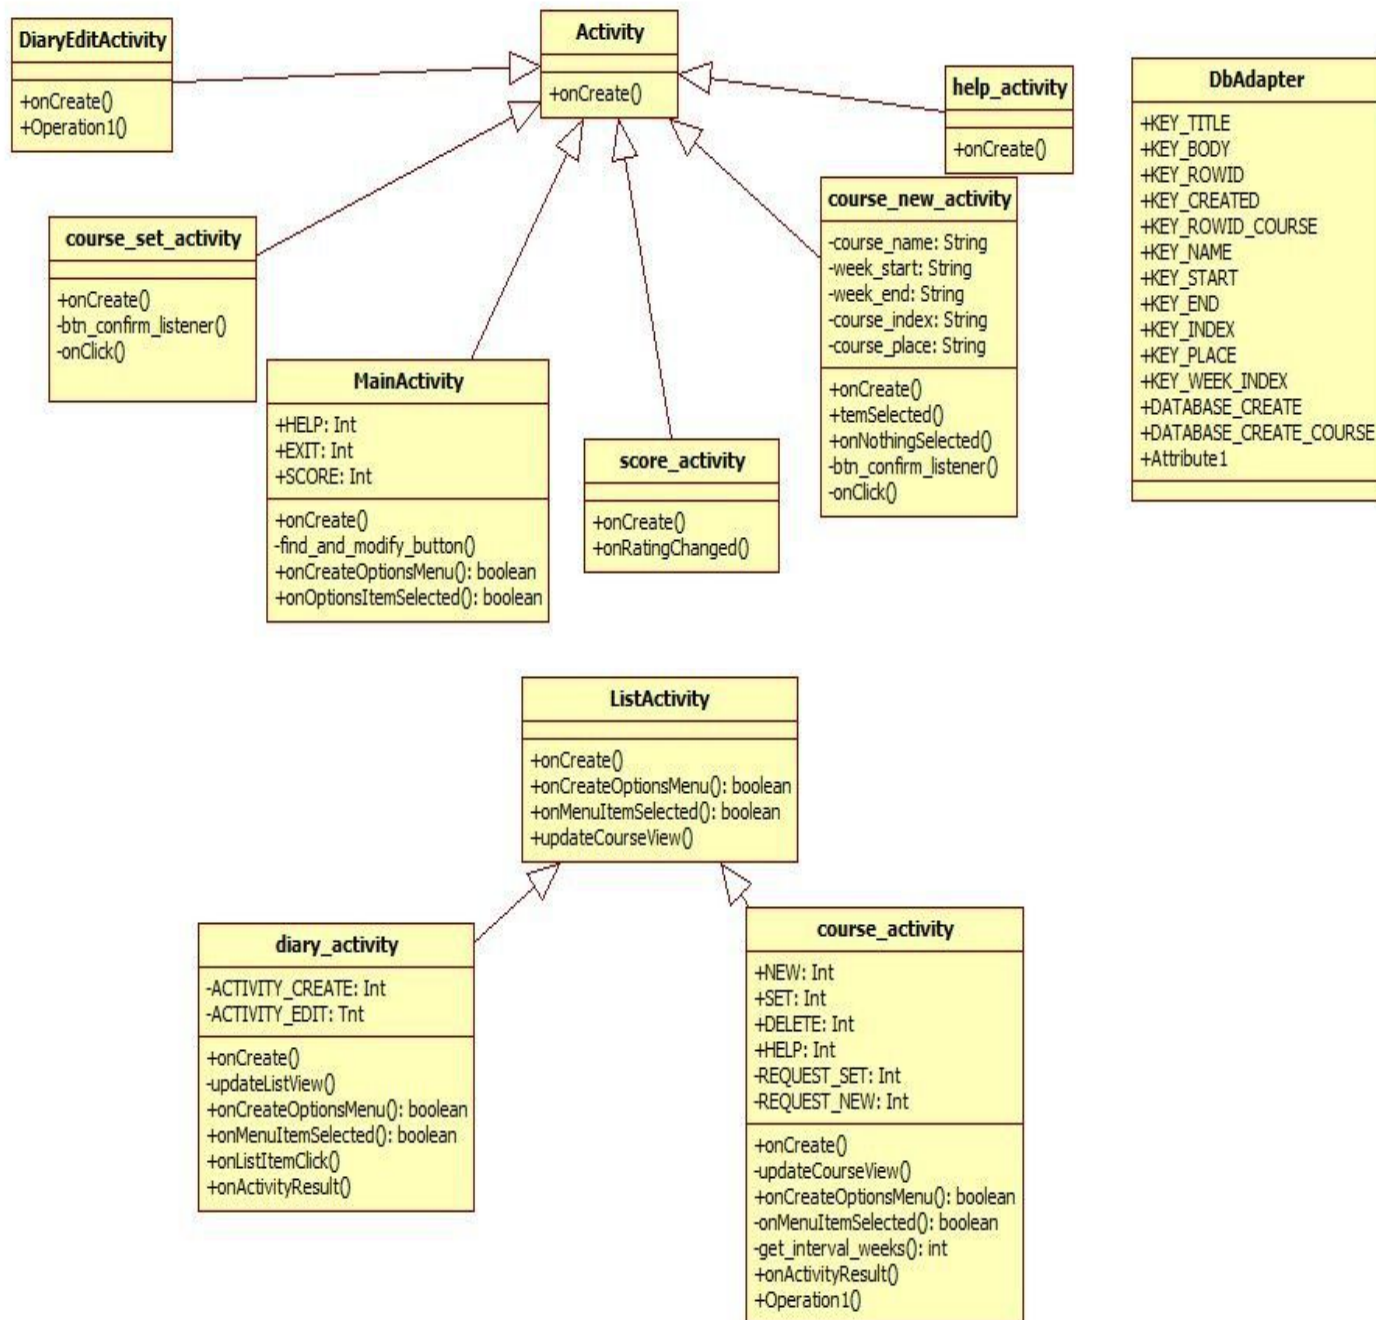 DiaryEditActivity
+onCreate()
+Operation1()
Activity
+onCreate()
help_activity
+onCreate()
DbAdapter
+KEY_TITLE
+KEY_BODY
+KEY_ROWID
+KEY_CREATED
+KEY_ROWID_COURSE
+KEY_NAME
+KEY_START
+KEY_END
+KEY_INDEX
+KEY_PLACE
+KEY_WEEK_INDEX
+DATABASE_CREATE
+DATABASE_CREATE_COURSE
+Attribute1
course_set_activity
+onCreate()
-btn_confirm_listener()
-onClick()
course_new_activity
-course_name: String
-week_start: String
-week_end: String
-course_index: String
-course_place: String
+onCreate()
+temSelected()
+onNothingSelected()
-btn_confirm_listener()
-onClick()
MainActivity
+HELP: Int
+EXIT: Int
+SCORE: Int
+onCreate()
-find_and_modify_button()
+onCreateOptionsMenu(): boolean
+onOptionsItemSelected(): boolean
score_activity
+onCreate()
+onRatingChanged()
ListActivity
+onCreate()
+onCreateOptionsMenu(): boolean
+onMenuItemSelected(): boolean
+updateCourseView()
diary_activity
-ACTIVITY_CREATE: Int
-ACTIVITY_EDIT: Tnt
+onCreate()
-updateListView()
+onCreateOptionsMenu(): boolean
+onMenuItemSelected(): boolean
+onListItemClick()
+onActivityResult()
course_activity
+NEW: Int
+SET: Int
+DELETE: Int
+HELP: Int
-REQUEST_SET: Int
-REQUEST_NEW: Int
+onCreate()
-updateCourseView()
+onCreateOptionsMenu(): boolean
-onMenuItemSelected(): boolean
-get_interval_weeks(): int
+onActivityResult()
+Operation1()